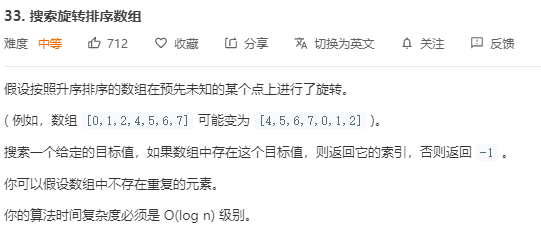 33. 搜索旋转排序数组
难度 中等 712 收藏 分享 切换为英文 关注 反馈
假设按照升序排序的数组在预先未知的某个点上进行了旋转。
( 例如，数组 [0,1,2,4,5,6,7] 可能变为 [4,5,6,7,0,1,2] )。
搜索一个给定的目标值，如果数组中存在这个目标值，则返回它的索引，否则返回 -1 。
你可以假设数组中不存在重复的元素。
你的算法时间复杂度必须是 O(log n) 级别。